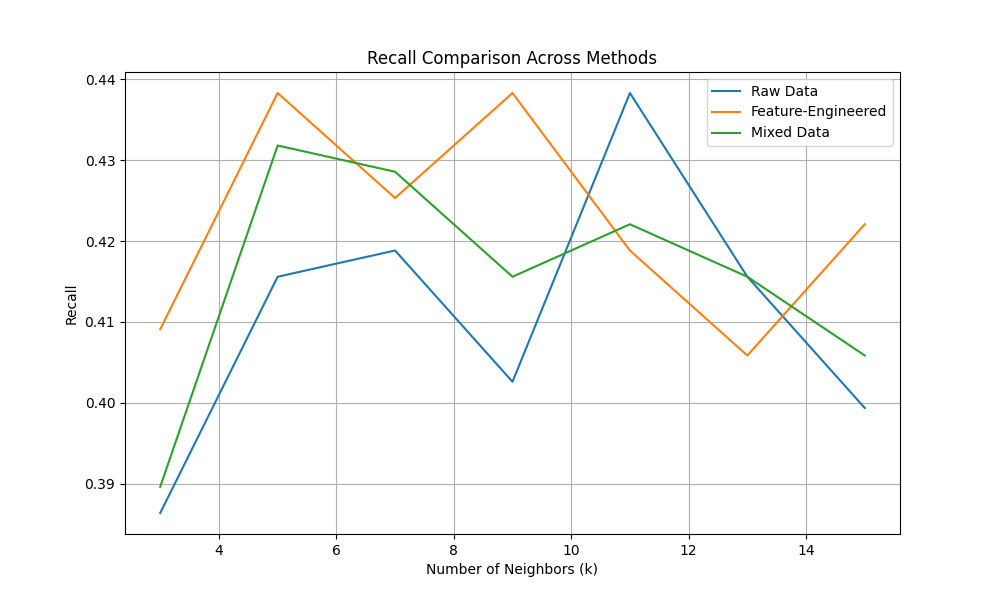 Recall Comparison Across Methods
Raw Data
Feature-Engineered
Mixed Data
Recall
0.44
0.43
0.42
0.41
0.40
0.39
4 6 8 10 12 14
Number of Neighbors (k)